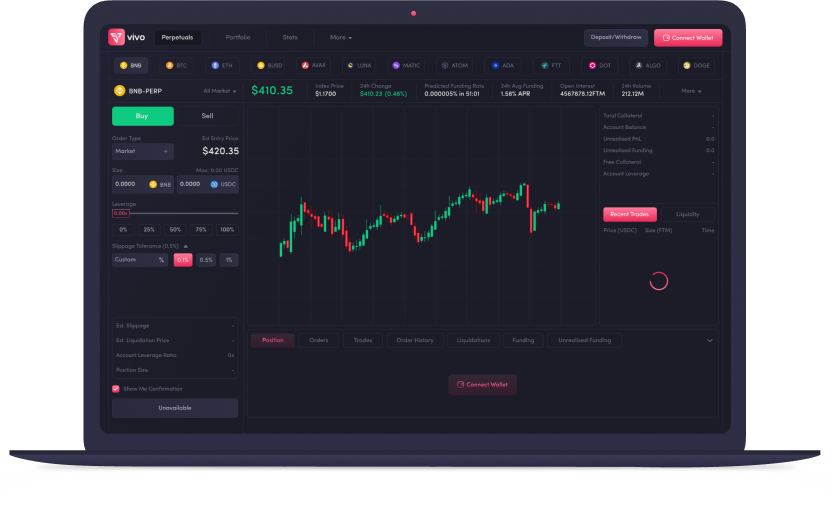 vivo
Perpetuals
Portfolio
Stats
More
Deposit/Withdraw
Connect Wallet
BNB
BTC
ETH
BUSD
AVAX
LUNA
MATIC
ATOM
ADA
FTT
DOT
ALGO
DOGE
BNB-PERP
All Market
$410.35
Index Price
$1.1700
24h Change
$410.23 (0.48%)
Predicted Funding Rate
0.000005% in 51:01
24h Avg Funding
1.56% APR
Open Interest
4567878.12FTM
24h Volume
212.12M
More
Buy
Sell
Order Type
Est Entry Price
Market
$420.35
Size
Max: 0.00 USDC
0.0000 BNB
0.0000 USDC
Leverage
0.00x
0% 25% 50% 75% 100%
Slippage Tolerance (0.5%)
Custom % 0.1% 0.5% 1%
Est. Slippage -
Est. Liquidation Price -
Account Leverage Ratio 0x
Position Size -
Show Me Confirmation
Unavailable
Total Collateral -
Account Balance -
Unrealised PnL 0.0
Unrealised Funding 0.0
Free Collateral -
Account Leverage -
Recent Trades
Liquidity
Price (USDC) Size (FTM) Time
Position
Orders
Trades
Order History
Liquidations
Funding
Unrealised Funding
Connect Wallet